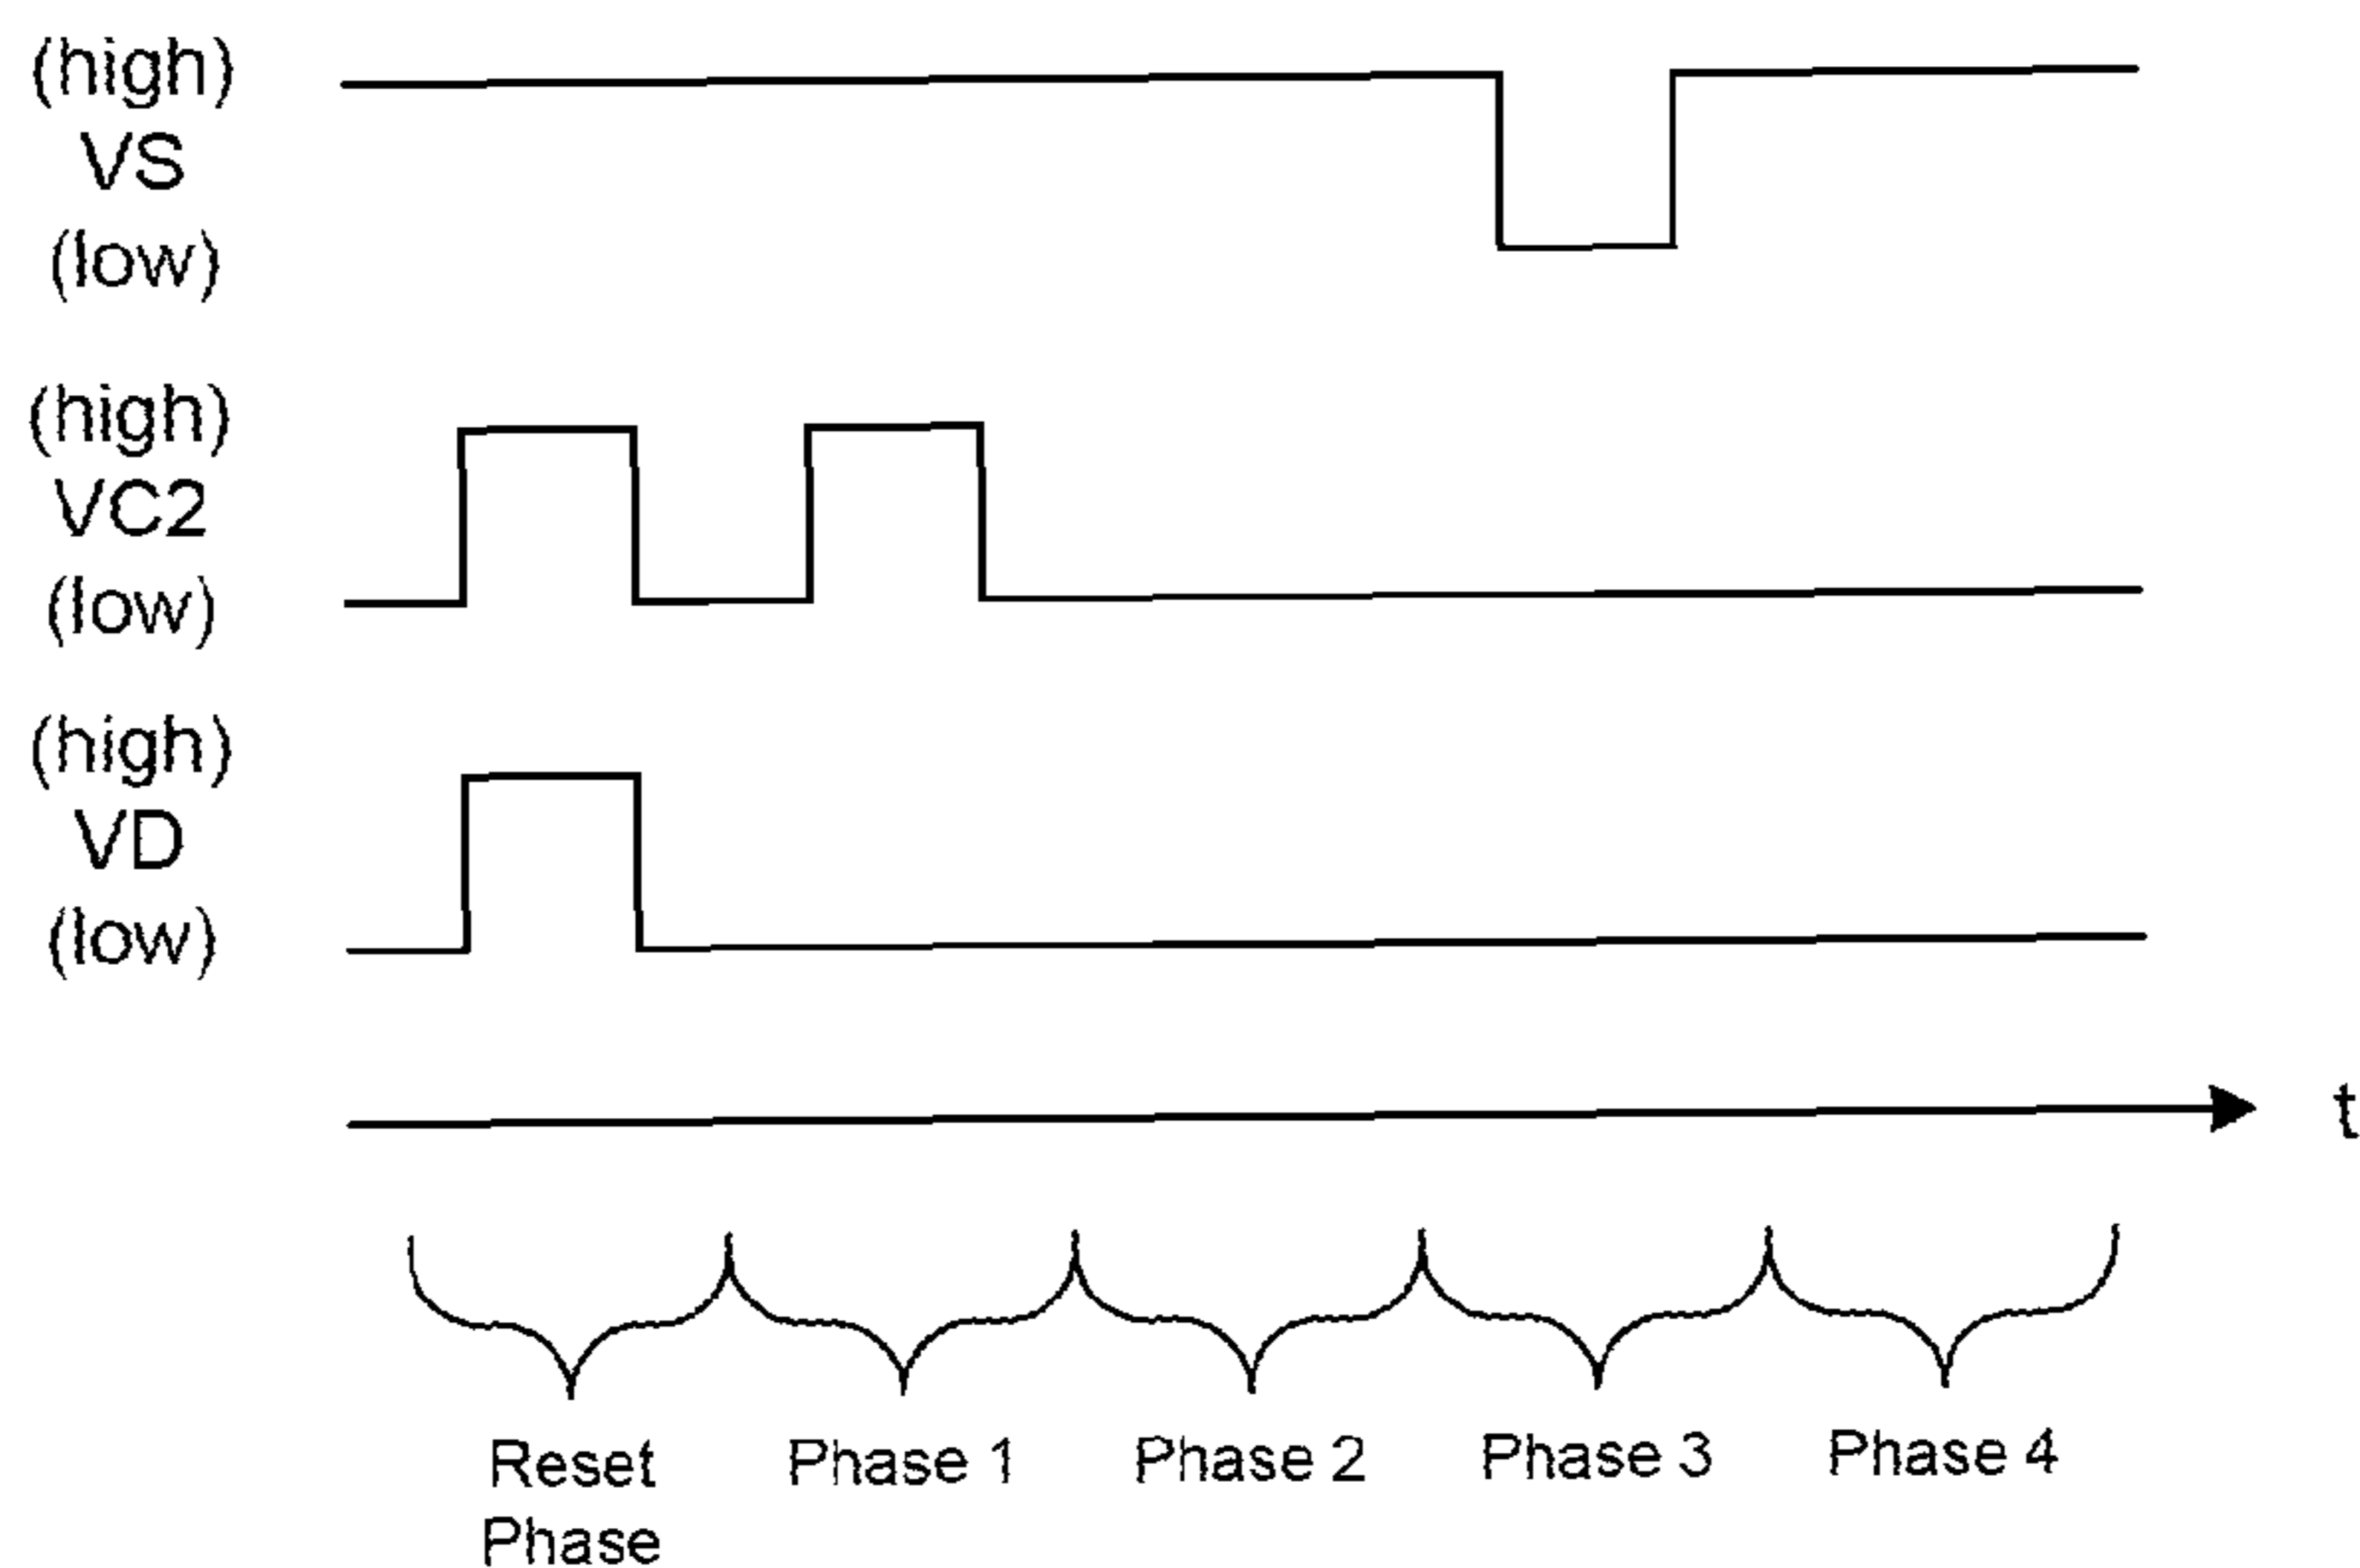 (high)
VS
(low)
(high)
VC2
(low)
(high)
VD
(low)
t
Reset Phase 1 Phase 2 Phase 3 Phase 4
Phase